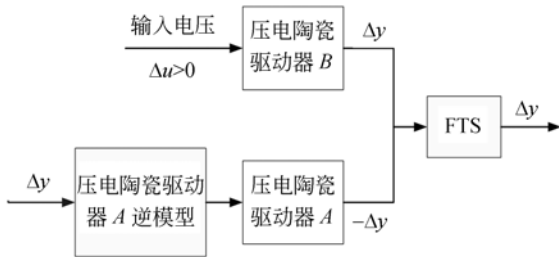 输入电压
Δu>0
压电陶瓷
驱动器 B
Δy
FTS
Δy
Δy
压电陶瓷驱动
器 A 逆模型
压电陶瓷
驱动器 A
−Δy